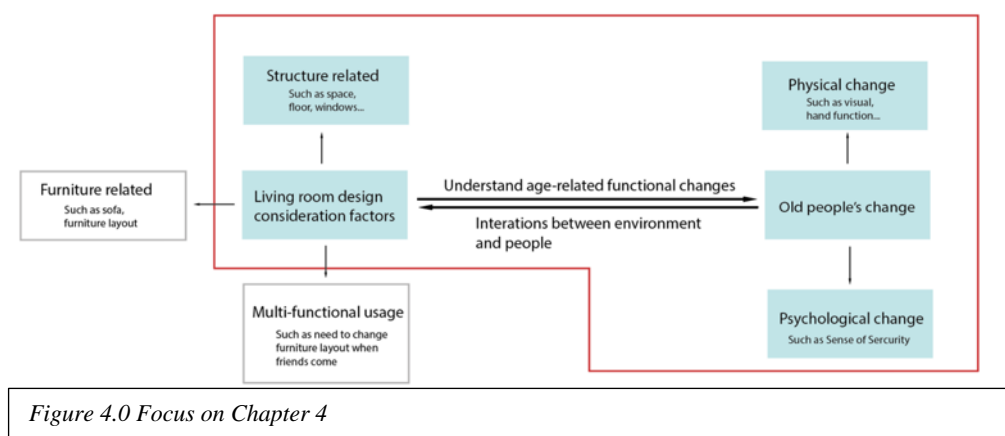 Structure related
Such as space,
floor, windows...
Physical change
Such as visual,
hand function...
Furniture related
Such as sofa,
furniture layout
Living room design
consideration factors
Understand age-related functional changes
Interations between environment
and people
Old people's change
Multi-functional usage
Such as need to change
furniture layout when
friends come
Psychological change
Such as Sense of Sercurity
Figure 4.0 Focus on Chapter 4